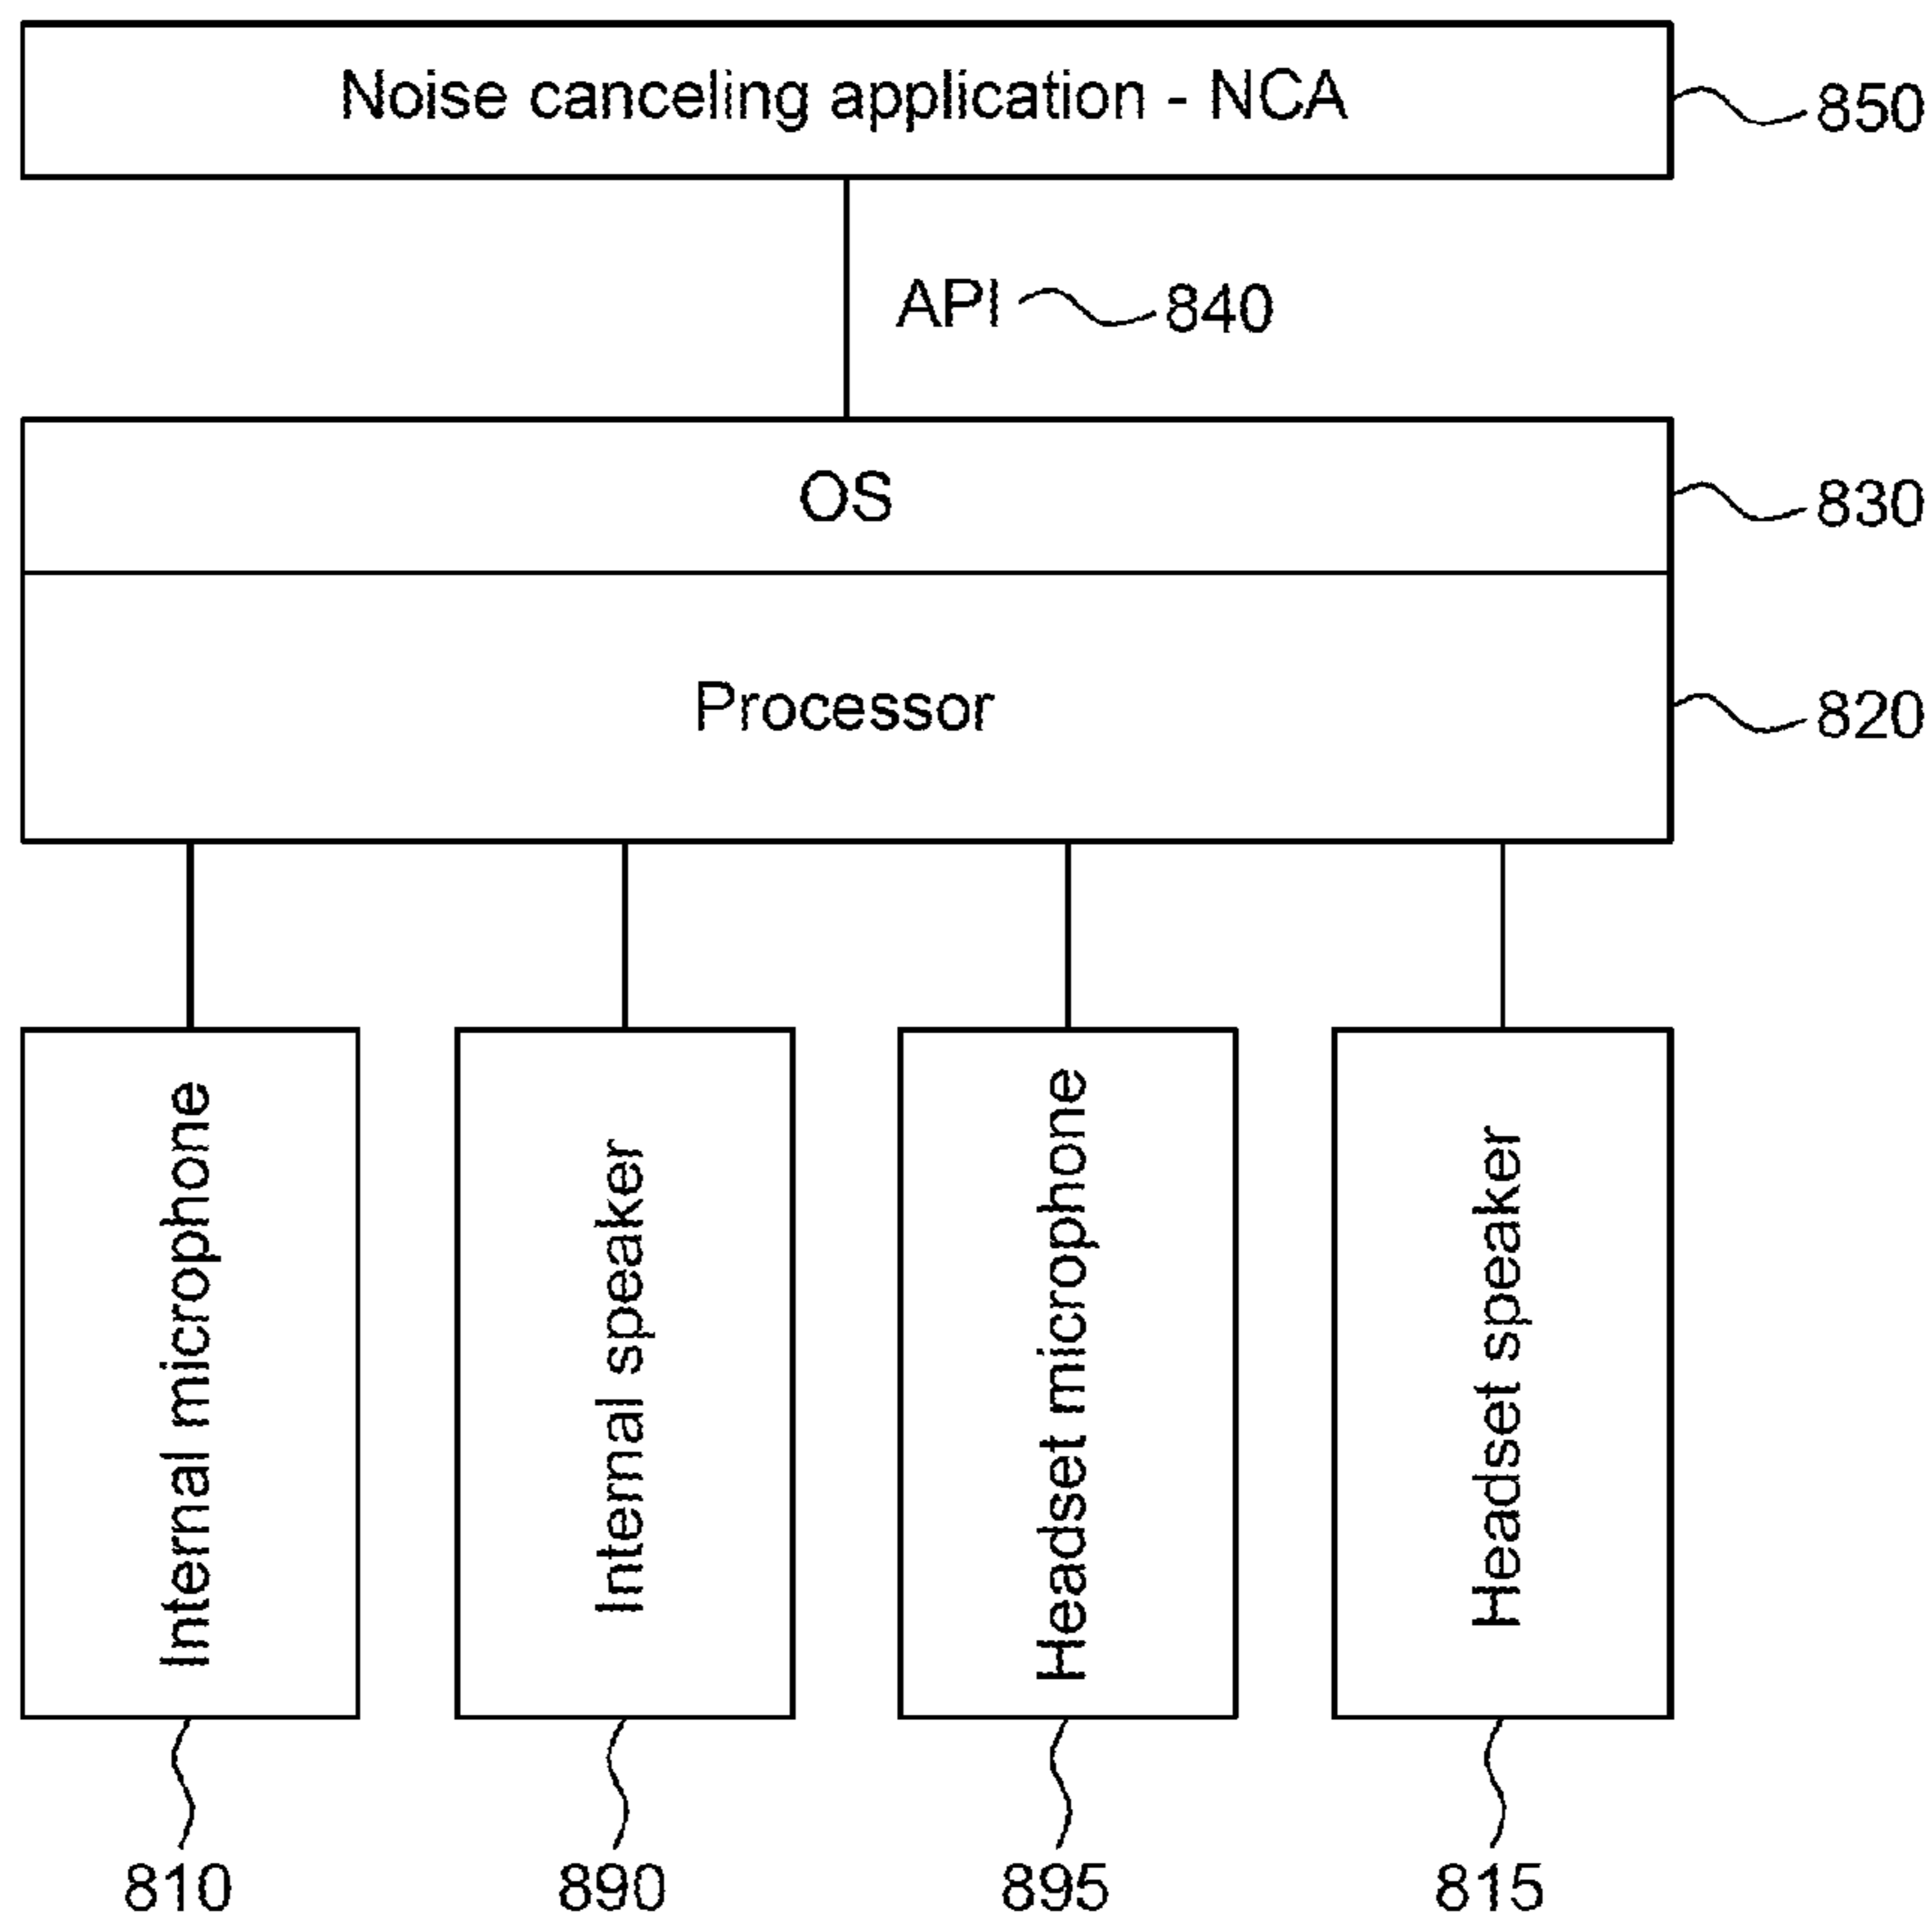 Noise canceling application - NCA
850
API
840
OS
830
Processor
820
Internal microphone
Internal speaker
Headset microphone
Headset speaker
810
890
895
815